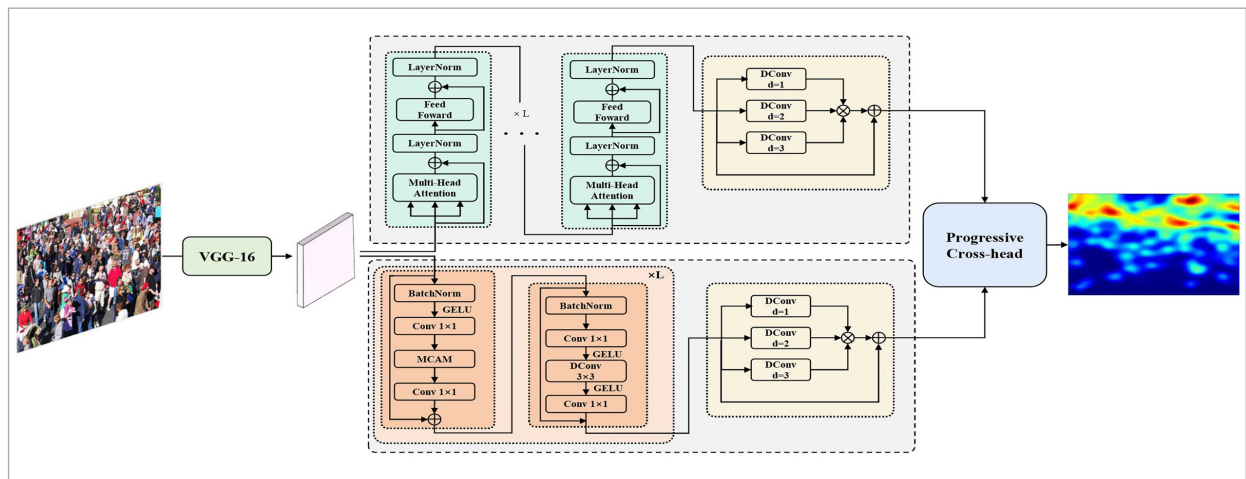 VGG-16
LayerNorm
Feed
Foward
LayerNorm
Multi-Head
Attention
× L
LayerNorm
Feed
Foward
LayerNorm
Multi-Head
Attention
DConv
d=1
DConv
d=2
DConv
d=3
BatchNorm
GELU
Conv 1×1
MCAM
Conv 1×1
×L
BatchNorm
Conv 1×1
GELU
DConv
3×3
GELU
Conv 1×1
DConv
d=1
DConv
d=2
DConv
d=3
Progressive
Cross-head